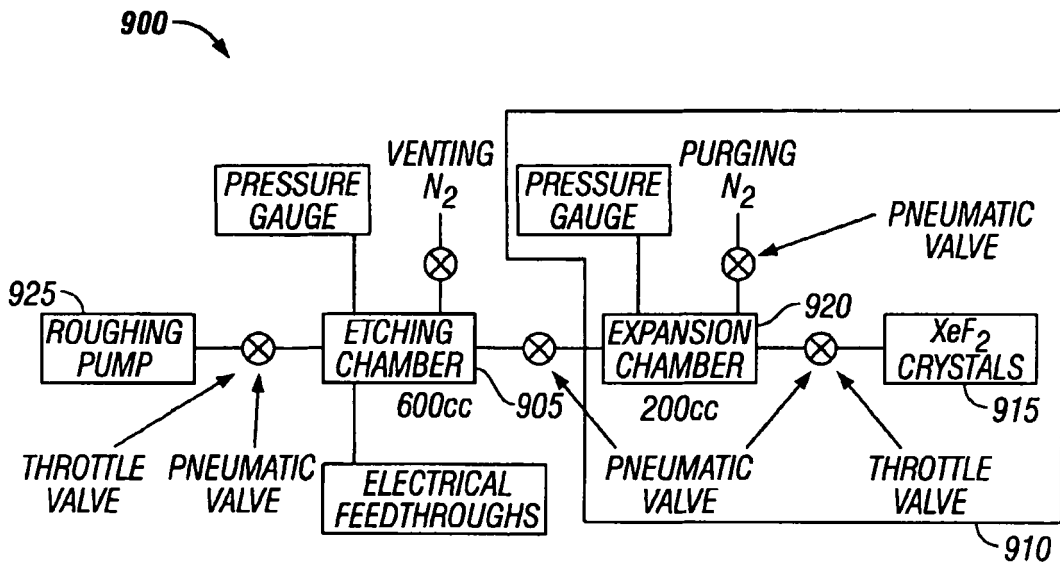 900
VENTING
N2
PURGING
N2
PRESSURE
GAUGE
PRESSURE
GAUGE
PNEUMATIC
VALVE
925
ROUGHING
PUMP
ETCHING
CHAMBER
905
600cc
EXPANSION
CHAMBER
920
200cc
XeF2
CRYSTALS
915
THROTTLE
VALVE
PNEUMATIC
VALVE
ELECTRICAL
FEEDTHROUGHS
PNEUMATIC
VALVE
THROTTLE
VALVE
910